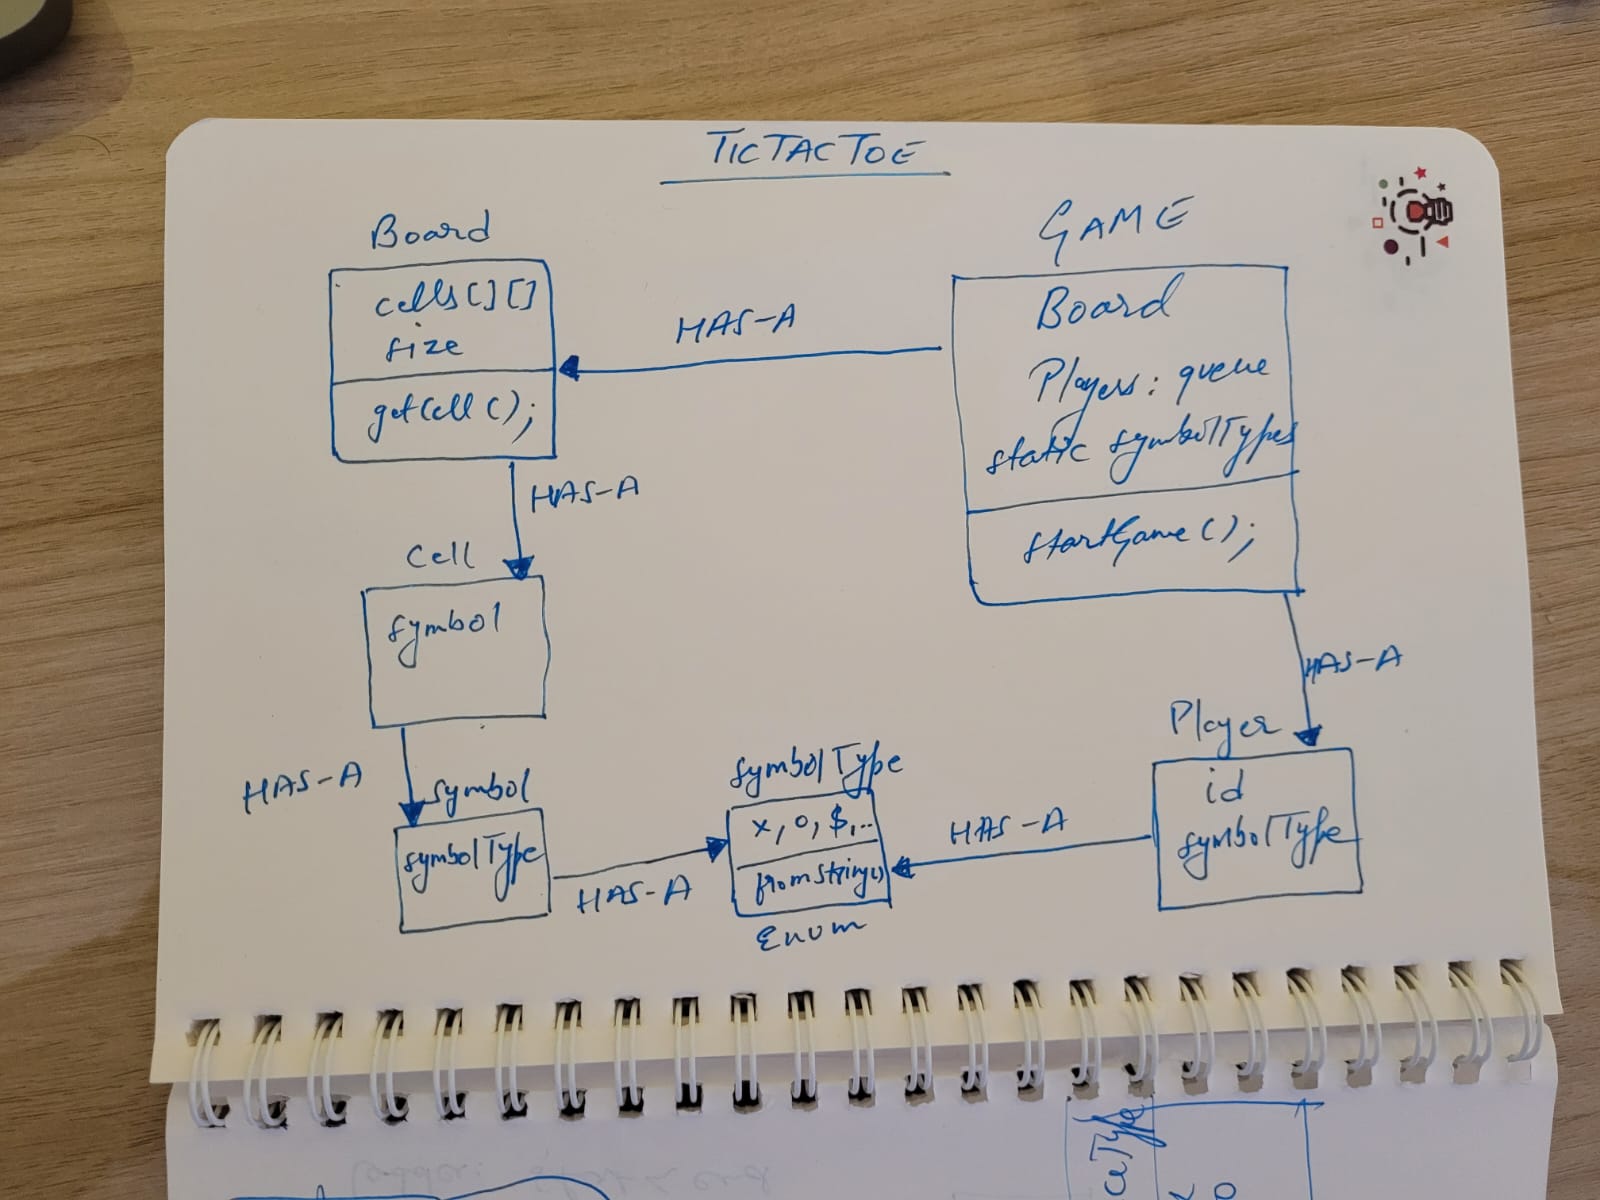 TICTACTOE
Board
cells[][]
size
getCell();
HAS-A
GAME
Board
Players: queue
static symbolTypes
startGame();
HAS-A
Cell
symbol
HAS-A
Player
id
symbolType
HAS-A
symbol
symbolType
HAS-A
symbolType
x, o, $,..
fromString()
Enum
HAS-A